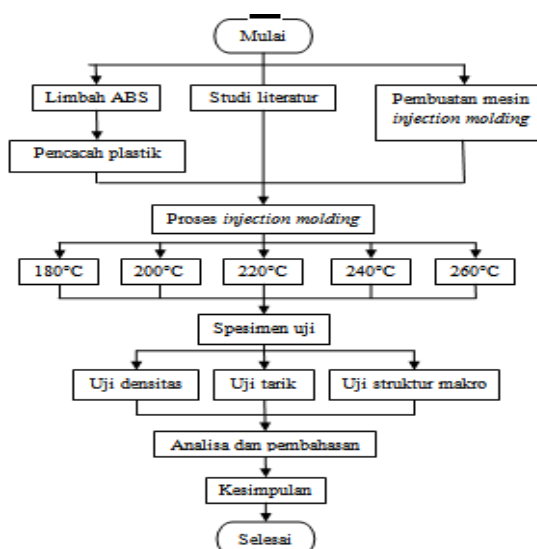 Mulai
Limbah ABS
Studi literatur
Pembuatan mesin
injection molding
Pencacah plastik
Proses injection molding
180°C
200°C
220°C
240°C
260°C
Spesimen uji
Uji densitas
Uji tarik
Uji struktur makro
Analisa dan pembahasan
Kesimpulan
Selesai